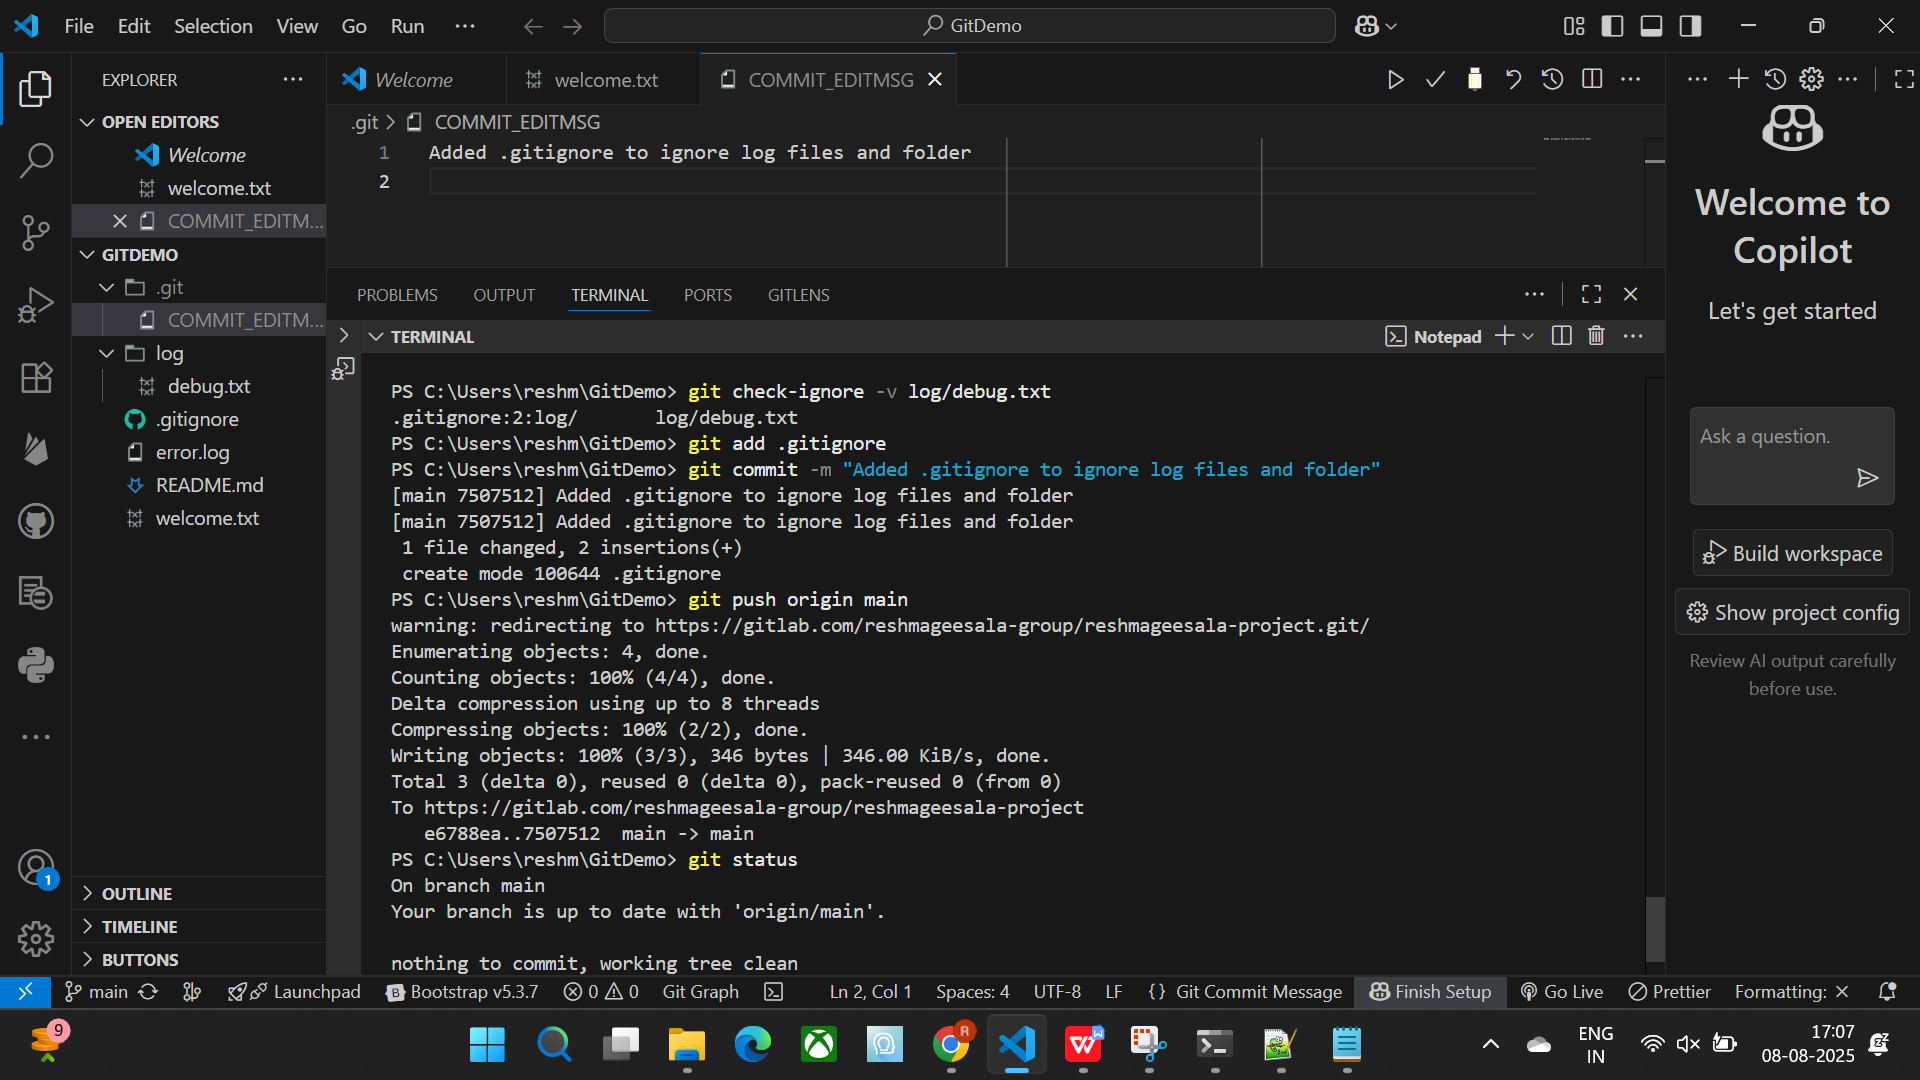 File Edit Selection View Go Run ··· GitDemo
EXPLORER
OPEN EDITORS
Welcome
welcome.txt
COMMIT_EDITM...
GITDEMO
.git
COMMIT_EDITM...
log
debug.txt
.gitignore
error.log
README.md
welcome.txt
OUTLINE
TIMELINE
BUTTONS
1
Welcome welcome.txt COMMIT_EDITMSG
.git > COMMIT_EDITMSG
1 Added .gitignore to ignore log files and folder
2
PROBLEMS OUTPUT TERMINAL PORTS GITLENS
TERMINAL Notepad
PS C:\Users\reshm\GitDemo> git check-ignore -v log/debug.txt
.gitignore:2:log/       log/debug.txt
PS C:\Users\reshm\GitDemo> git add .gitignore
PS C:\Users\reshm\GitDemo> git commit -m "Added .gitignore to ignore log files and folder"
[main 7507512] Added .gitignore to ignore log files and folder
[main 7507512] Added .gitignore to ignore log files and folder
 1 file changed, 2 insertions(+)
 create mode 100644 .gitignore
PS C:\Users\reshm\GitDemo> git push origin main
warning: redirecting to https://gitlab.com/reshmageesala-group/reshmageesala-project.git/
Enumerating objects: 4, done.
Counting objects: 100% (4/4), done.
Delta compression using up to 8 threads
Compressing objects: 100% (2/2), done.
Writing objects: 100% (3/3), 346 bytes | 346.00 KiB/s, done.
Total 3 (delta 0), reused 0 (delta 0), pack-reused 0 (from 0)
To https://gitlab.com/reshmageesala-group/reshmageesala-project
   e6788ea..7507512  main -> main
PS C:\Users\reshm\GitDemo> git status
On branch main
Your branch is up to date with 'origin/main'.
nothing to commit, working tree clean
Welcome to
Copilot
Let's get started
Ask a question.
Build workspace
Show project config
Review AI output carefully
before use.
main Launchpad Bootstrap v5.3.7 0 0 Git Graph Ln 2, Col 1 Spaces: 4 UTF-8 LF {} Git Commit Message Finish Setup Go Live Prettier Formatting: ×
9
R
W
ENG
IN
17:07
08-08-2025